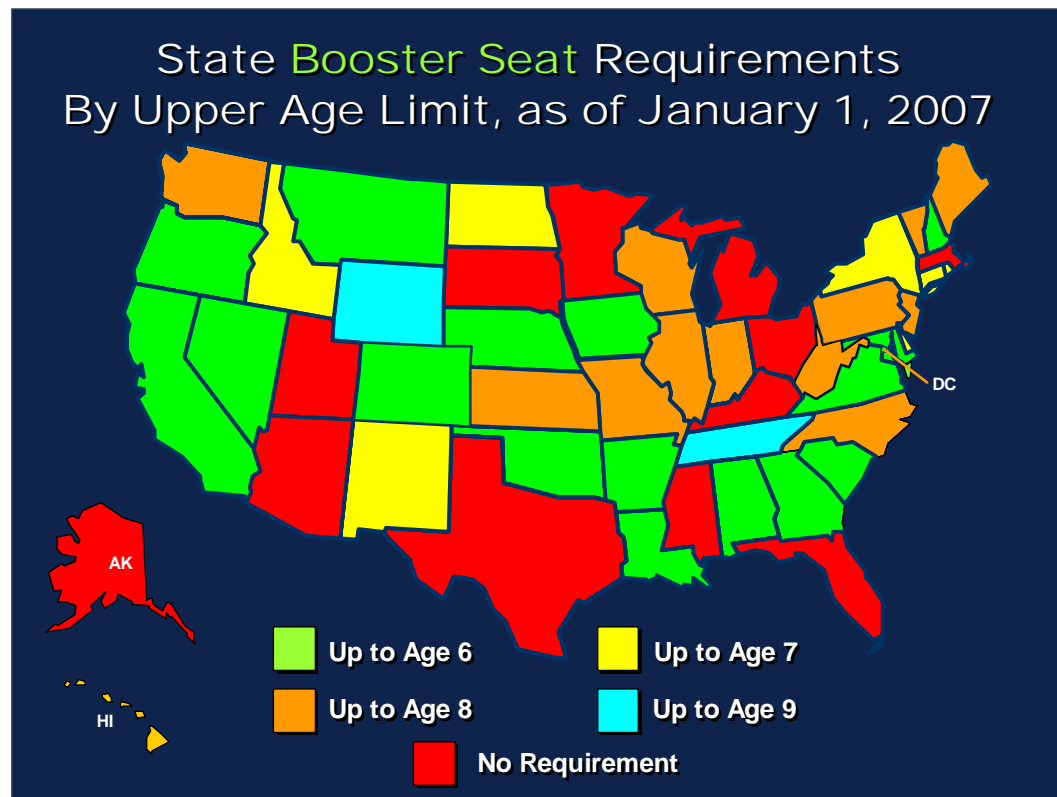 State Booster Seat Requirements
By Upper Age Limit, as of January 1, 2007
DC
AK
HI
Up to Age 6
Up to Age 7
Up to Age 8
Up to Age 9
No Requirement